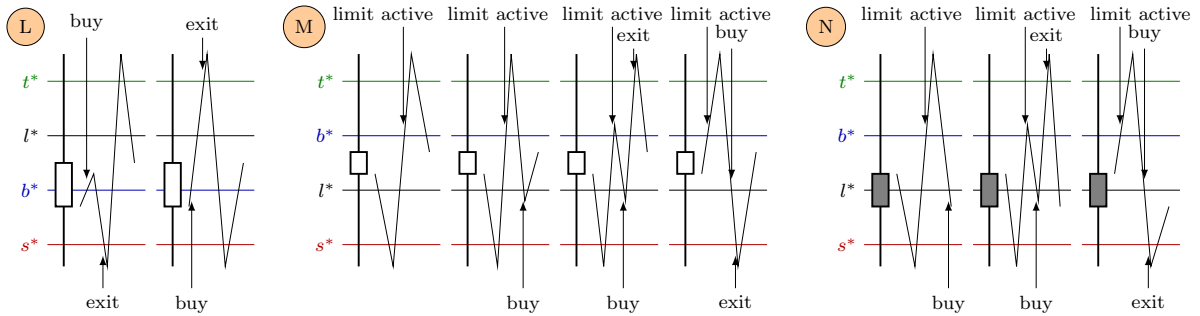 L
buy
exit
t*
l*
b*
s*
exit
buy
M
limit active
limit active
limit active
exit
limit active
buy
t*
b*
l*
s*
buy
buy
exit
N
limit active
limit active
exit
limit active
buy
t*
b*
l*
s*
buy
buy
exit